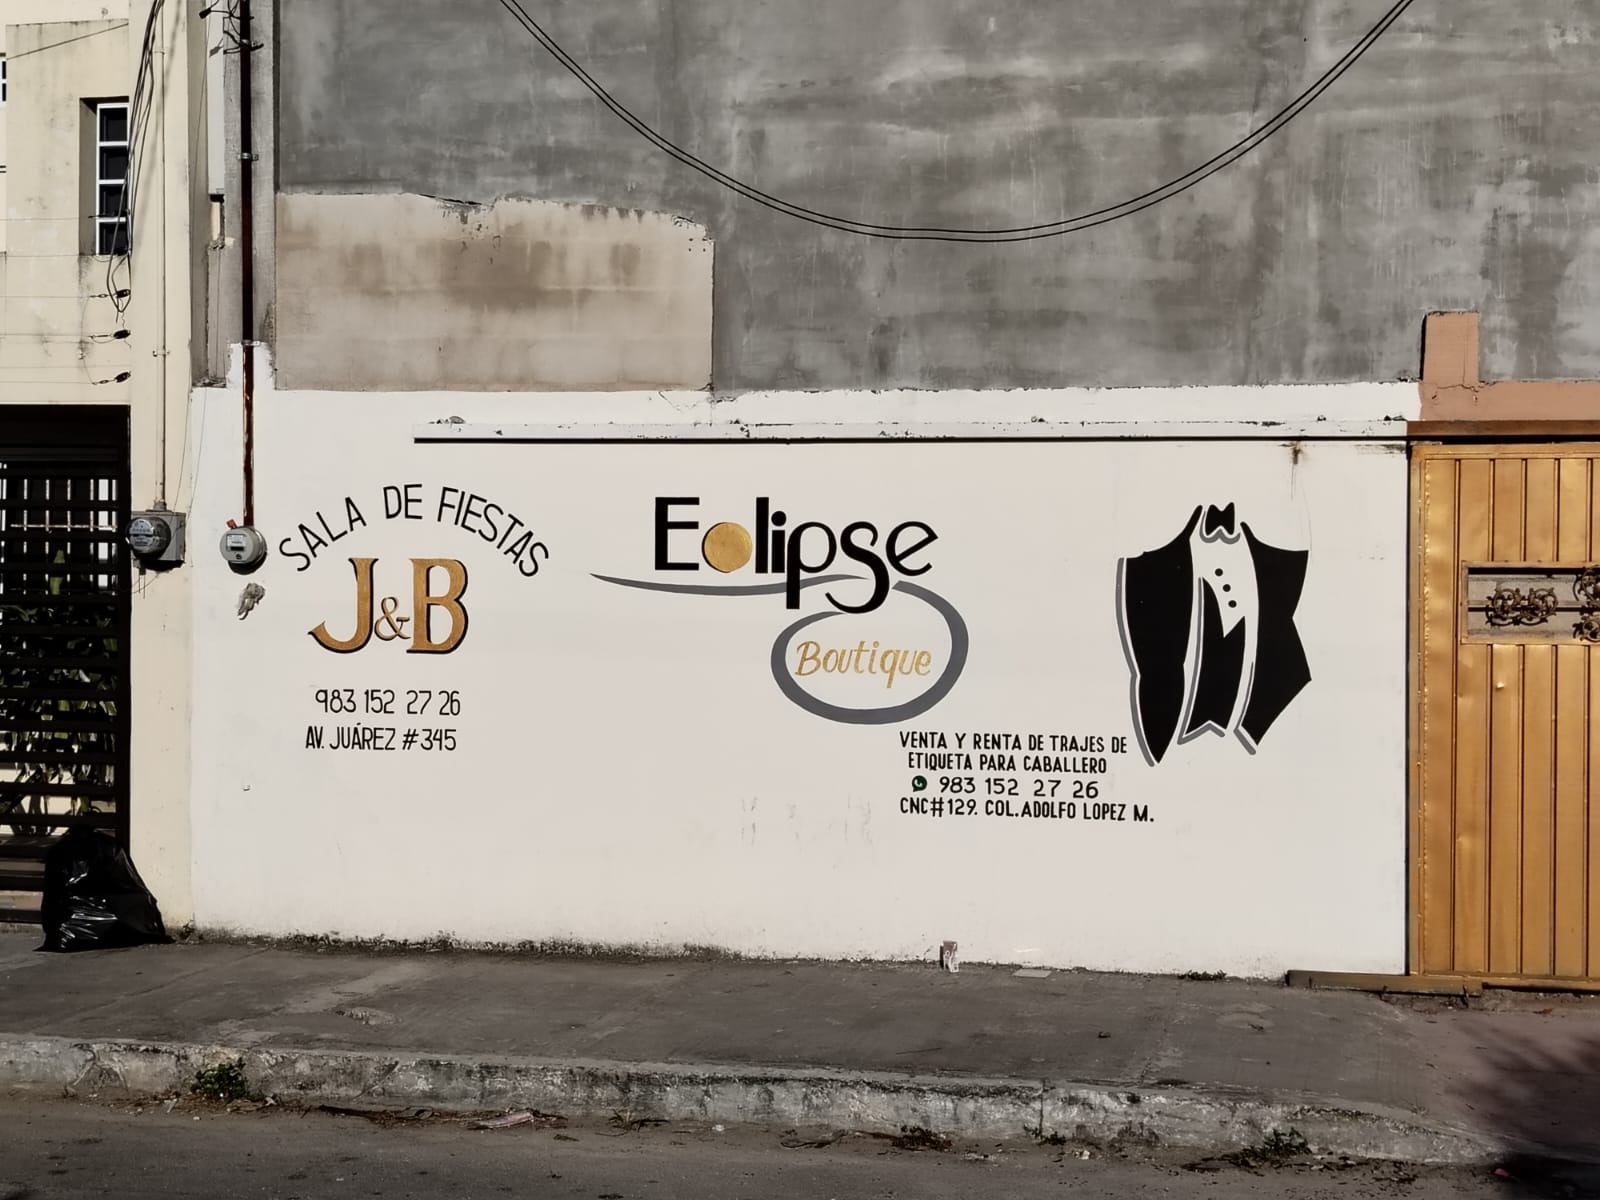 SALA DE FIESTAS
J&B
983 152 27 26
AV. JUÁREZ #345
Eclipse
Boutique
VENTA Y RENTA DE TRAJES DE
ETIQUETA PARA CABALLERO
983 152 27 26
CNC#129. COL. ADOLFO LOPEZ M.